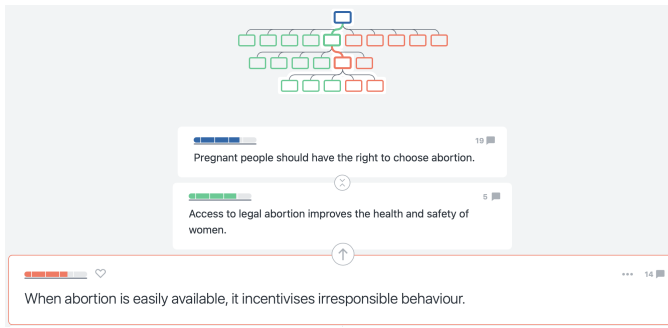 19
Pregnant people should have the right to choose abortion.
5
Access to legal abortion improves the health and safety of
women.
14
When abortion is easily available, it incentivises irresponsible behaviour.